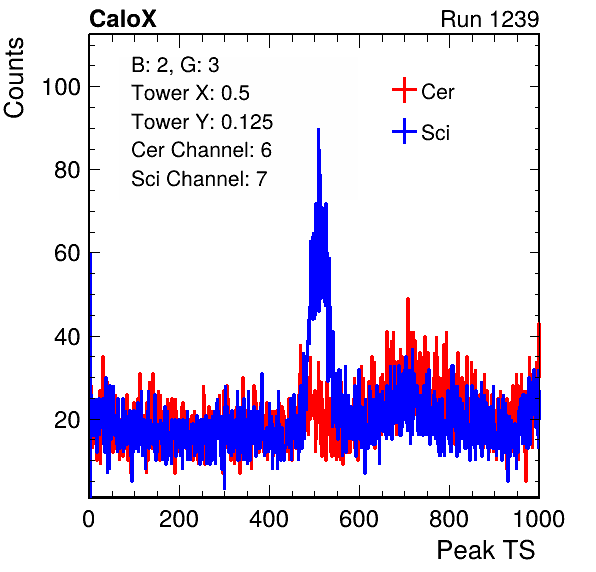 CaloX Run 1239
Counts
B: 2, G: 3
Tower X: 0.5
Tower Y: 0.125
Cer Channel: 6
Sci Channel: 7
Cer
Sci
100
80
60
40
20
0 200 400 600 800 1000
Peak TS